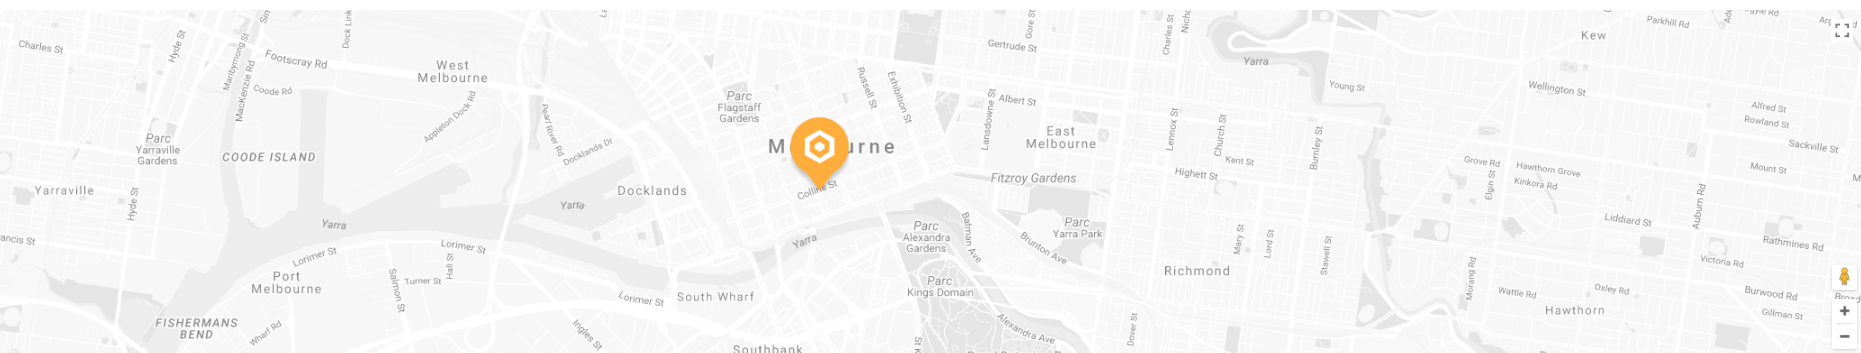 Charles St
Hyde St
Maribyrnong St
MacKenzie Rd
Footscray Rd
Coode Rd
Dock Link
West
Melbourne
Appleton Dock Rd
Pearl River Rd
Docklands Dr
Parc
Flagstaff
Gardens
Russell St
Exhibition St
Gertrude St
Gore St
Charles St
Albert St
Lansdowne St
East
Melbourne
Yarra
Young St
Kew
Parkhill Rd
Wellington St
Alfred St
Rowland St
Sackville St
Mount St
Parc
Yarraville
Gardens
COODE ISLAND
Yarraville
Hyde St
Docklands
Collins St
Fitzroy Gardens
Lennox St
Church St
Kent St
Highett St
Burnley St
Grove Rd
Hawthorn Grove
Kinkora Rd
Elgin St
Auburn Rd
Liddiard St
Rathmines Rd
Victoria Rd
Yarra
Yarra
Yarra
Lorimer St
Lorimer St
Port
Melbourne
Salmon St
Turner St
Hall St
Lorimer St
South Wharf
Parc
Alexandra
Gardens
Batman Ave
Brunton Ave
Parc
Yarra Park
Parc
Kings Domain
Alexandra Ave
Mary St
Lord St
Stawell St
Richmond
Dover St
Morang Rd
Wattle Rd
Oxley Rd
Burwood Rd
Gillman St
Hawthorn
FISHERMANS
BEND
Wharf Rd
Ingles St
Southbank